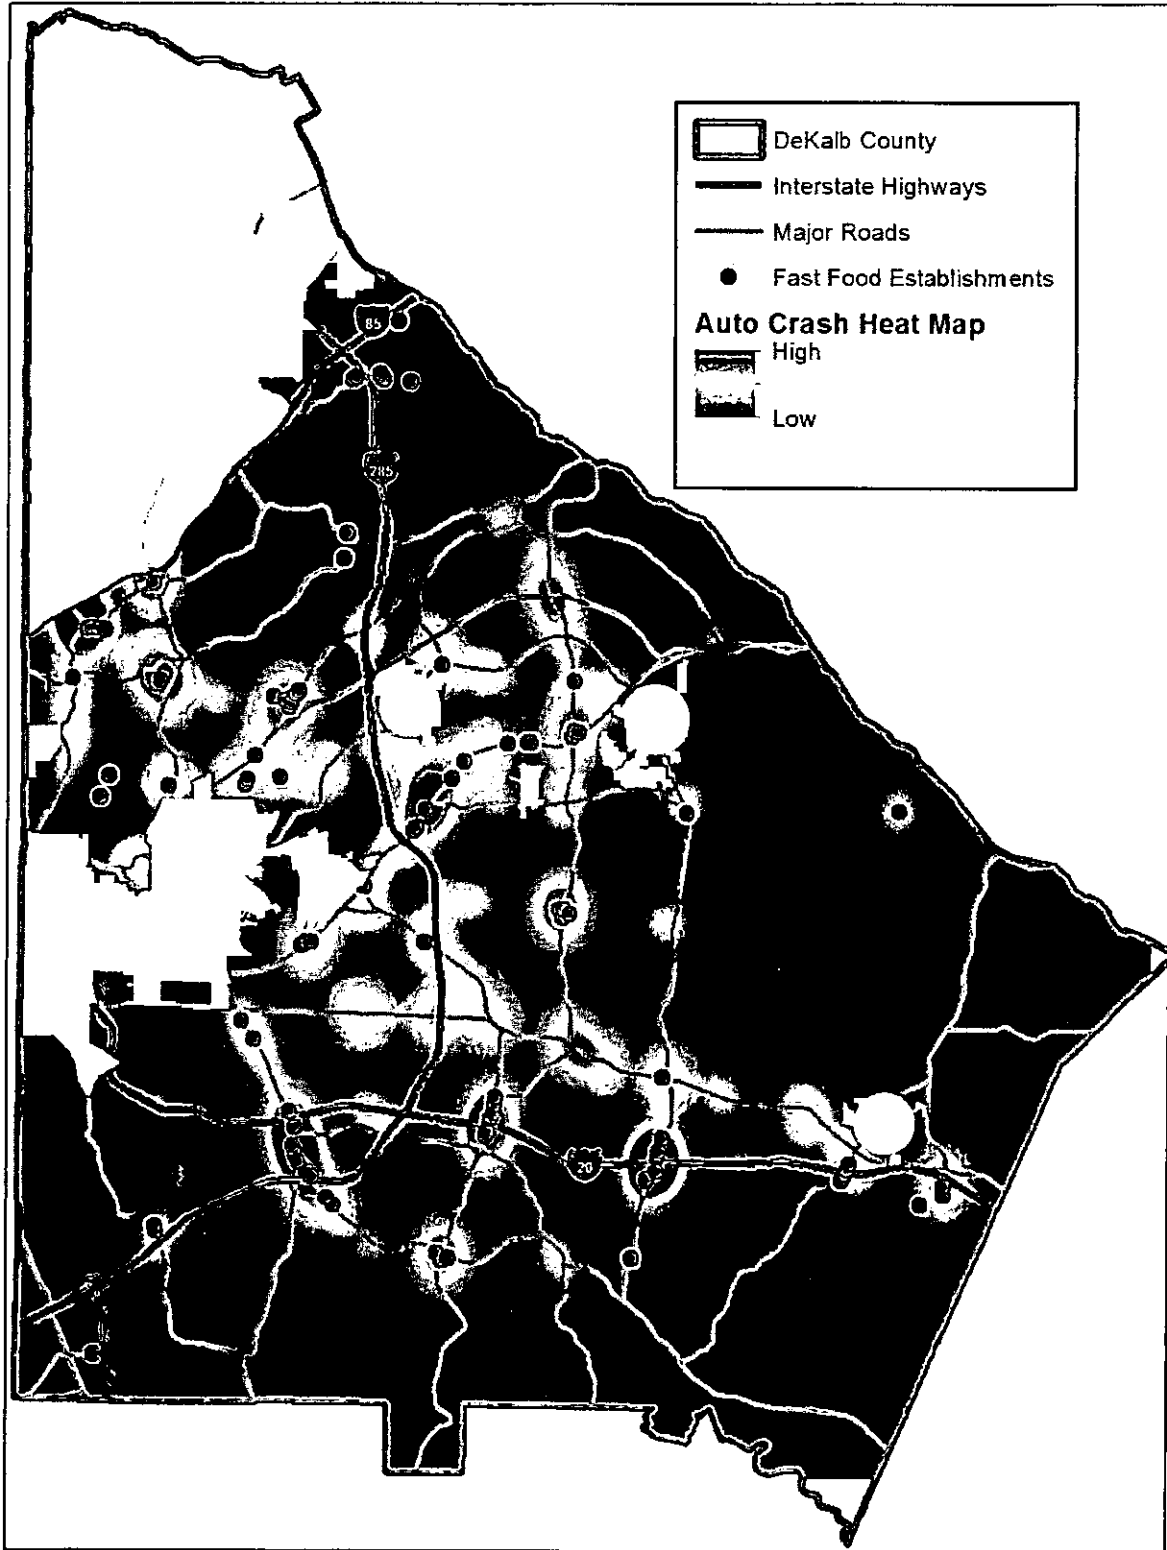 DeKalb County
Interstate Highways
Major Roads
Fast Food Establishments
Auto Crash Heat Map
High
Low
85
285
20